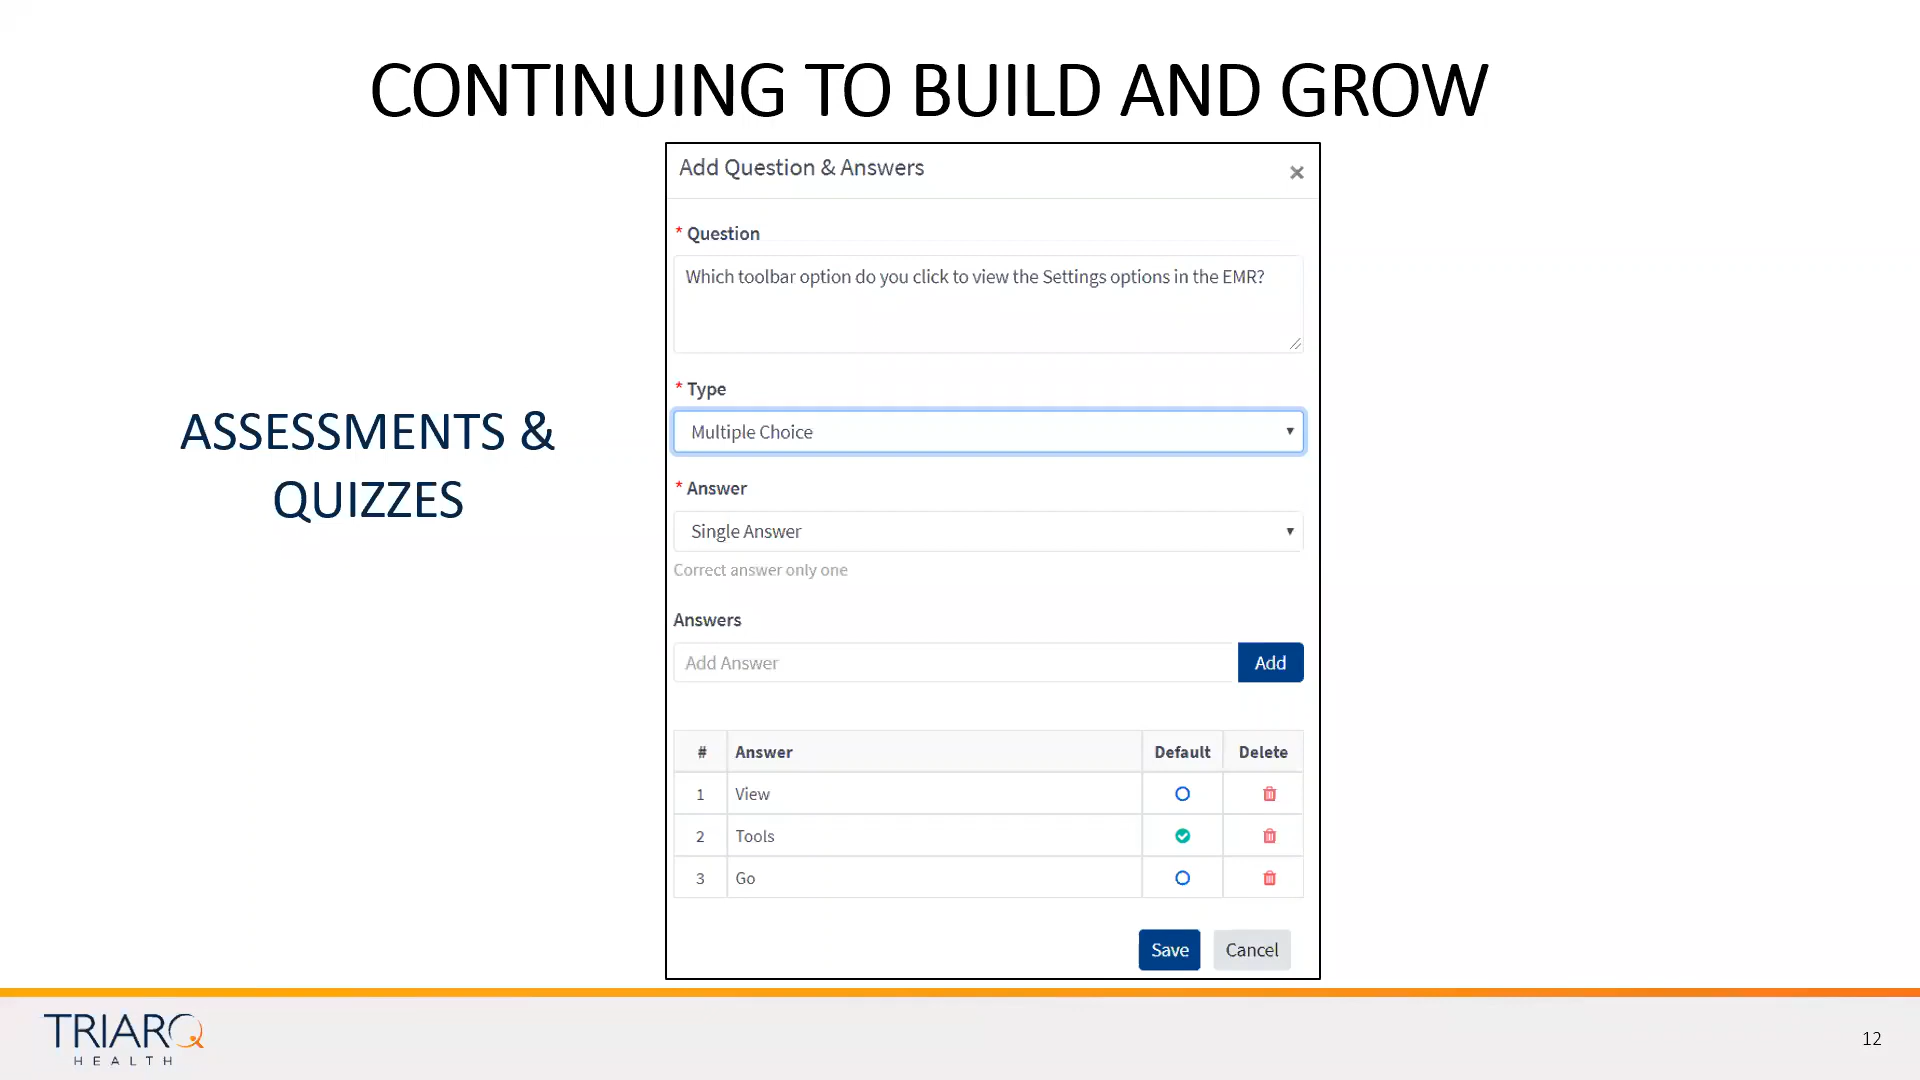 CONTINUING TO BUILD AND GROW
Add Question & Answers
×
* Question
Which toolbar option do you click to view the Settings options in the EMR?
* Type
Multiple Choice
ASSESSMENTS &
QUIZZES
* Answer
Single Answer
Correct answer only one
Answers
Add Answer
Add
# Answer Default Delete
1 View
2 Tools
3 Go
Save Cancel
TRIARQ
HEALTH
12